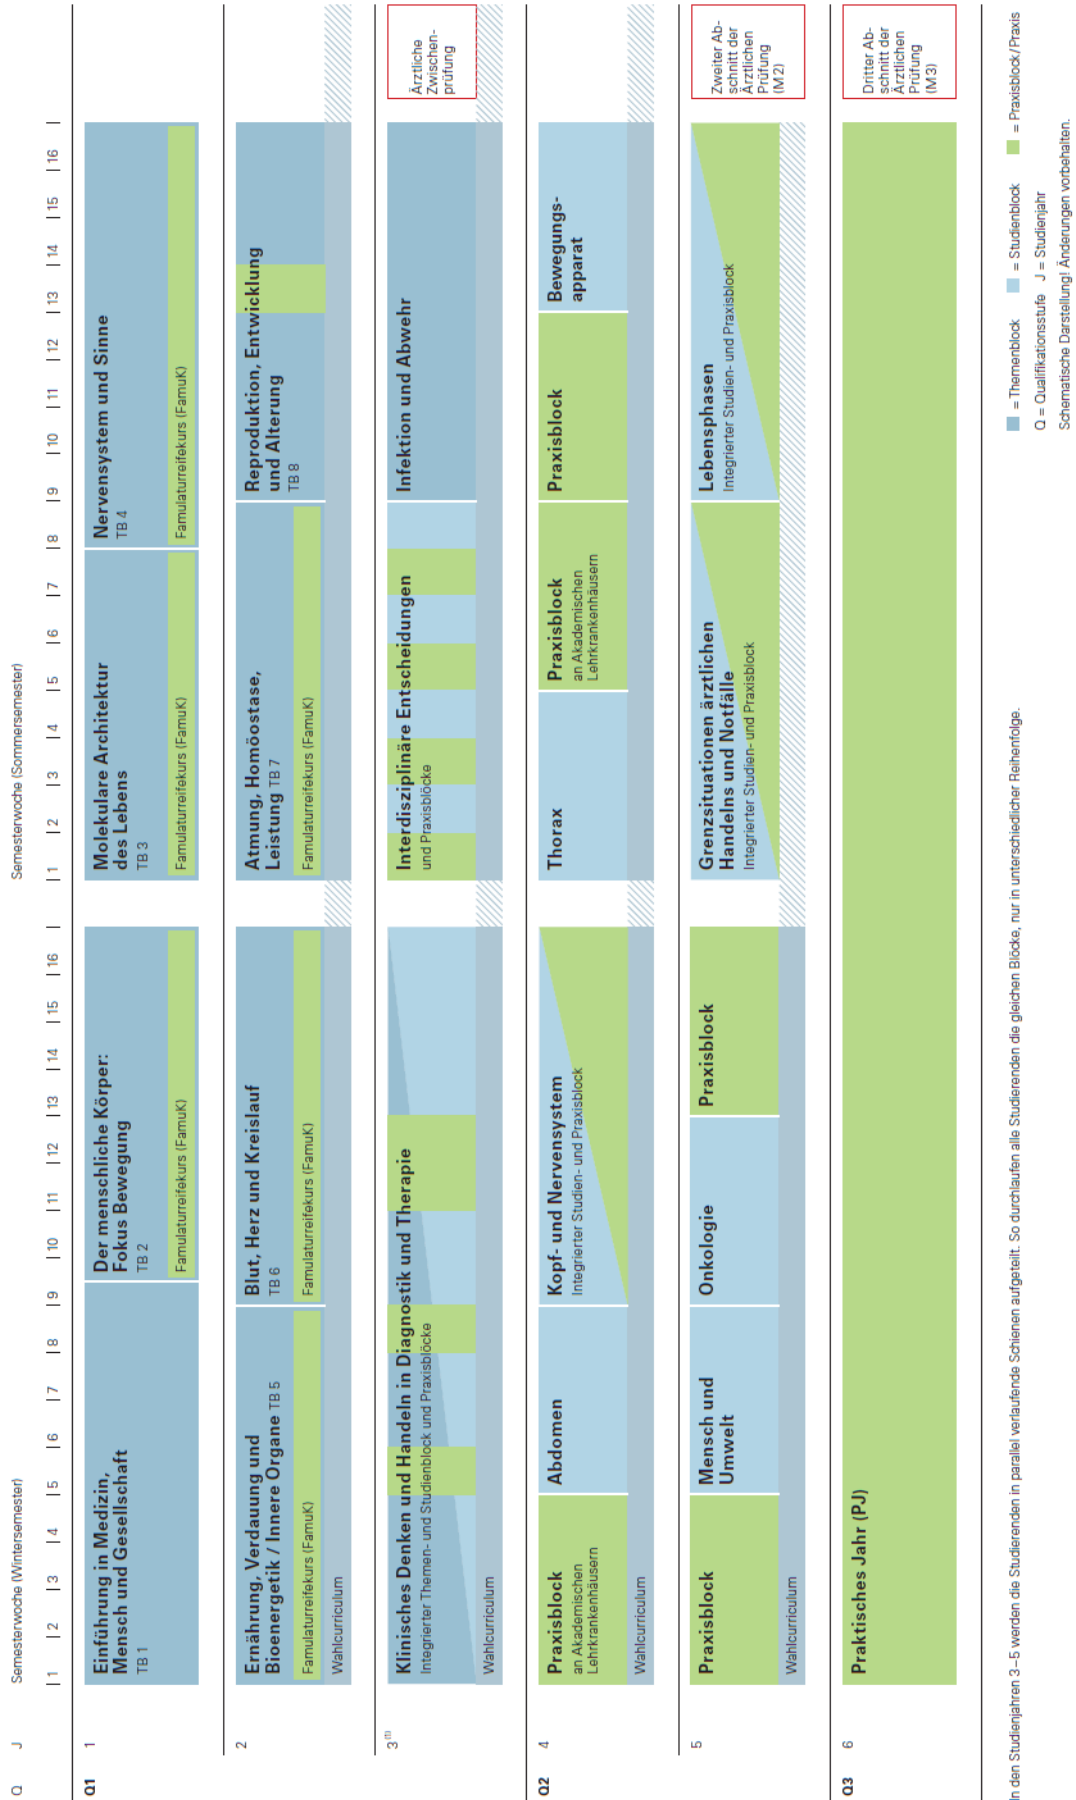 Q J Semesterwoche (Wintersemester) Semesterwoche (Sommersemester)
| 1 | 2 | 3 | 4 | 5 | 6 | 7 | 8 | 9 | 10 | 11 | 12 | 13 | 14 | 15 | 16 | | 1 | 2 | 3 | 4 | 5 | 6 | 7 | 8 | 9 | 10 | 11 | 12 | 13 | 14 | 15 | 16 |
Q1 1
Einführung in Medizin,
Mensch und Gesellschaft
TB 1
Der menschliche Körper:
Fokus Bewegung
TB 2
Famulaturreifekurs (FamuK)
Molekulare Architektur
des Lebens
TB 3
Famulaturreifekurs (FamuK)
Nervensystem und Sinne
TB 4
Famulaturreifekurs (FamuK)
2
Ernährung, Verdauung und
Bioenergetik / Innere Organe TB 5
Famulaturreifekurs (FamuK)
Blut, Herz und Kreislauf
TB 6
Famulaturreifekurs (FamuK)
Atmung, Homöostase,
Leistung TB 7
Famulaturreifekurs (FamuK)
Reproduktion, Entwicklung
und Alterung
TB 8
Wahlcurriculum
3
Klinisches Denken und Handeln in Diagnostik und Therapie
Integrierter Themen- und Studienblock und Praxisblöcke
Interdisziplinäre Entscheidungen
und Praxisblöcke
Infektion und Abwehr
Ärztliche
Zwischen-
prüfung
Wahlcurriculum
Q2 4
Praxisblock
an Akademischen
Lehrkrankenhäusern
Abdomen
Kopf- und Nervensystem
Integrierter Studien- und Praxisblock
Thorax
Praxisblock
an Akademischen
Lehrkrankenhäusern
Praxisblock
Bewegungs-
apparat
Wahlcurriculum
5
Praxisblock
Mensch und
Umwelt
Onkologie
Praxisblock
Grenzsituationen ärztlichen
Handelns und Notfälle
Integrierter Studien- und Praxisblock
Lebensphasen
Integrierter Studien- und Praxisblock
Zweiter Ab-
schnitt der
Ärztlichen
Prüfung
(M2)
Wahlcurriculum
Q3 6
Praktisches Jahr (PJ)
Dritter Ab-
schnitt der
Ärztlichen
Prüfung
(M3)
In den Studienjahren 3–5 werden die Studierenden in parallel verlaufende Schienen aufgeteilt. So durchlaufen alle Studierenden die gleichen Blöcke, nur in unterschiedlicher Reihenfolge.
= Themenblock = Studienblock = Praxisblock/Praxis
Q = Qualifikationsstufe J = Studienjahr
Schematische Darstellung! Änderungen vorbehalten.